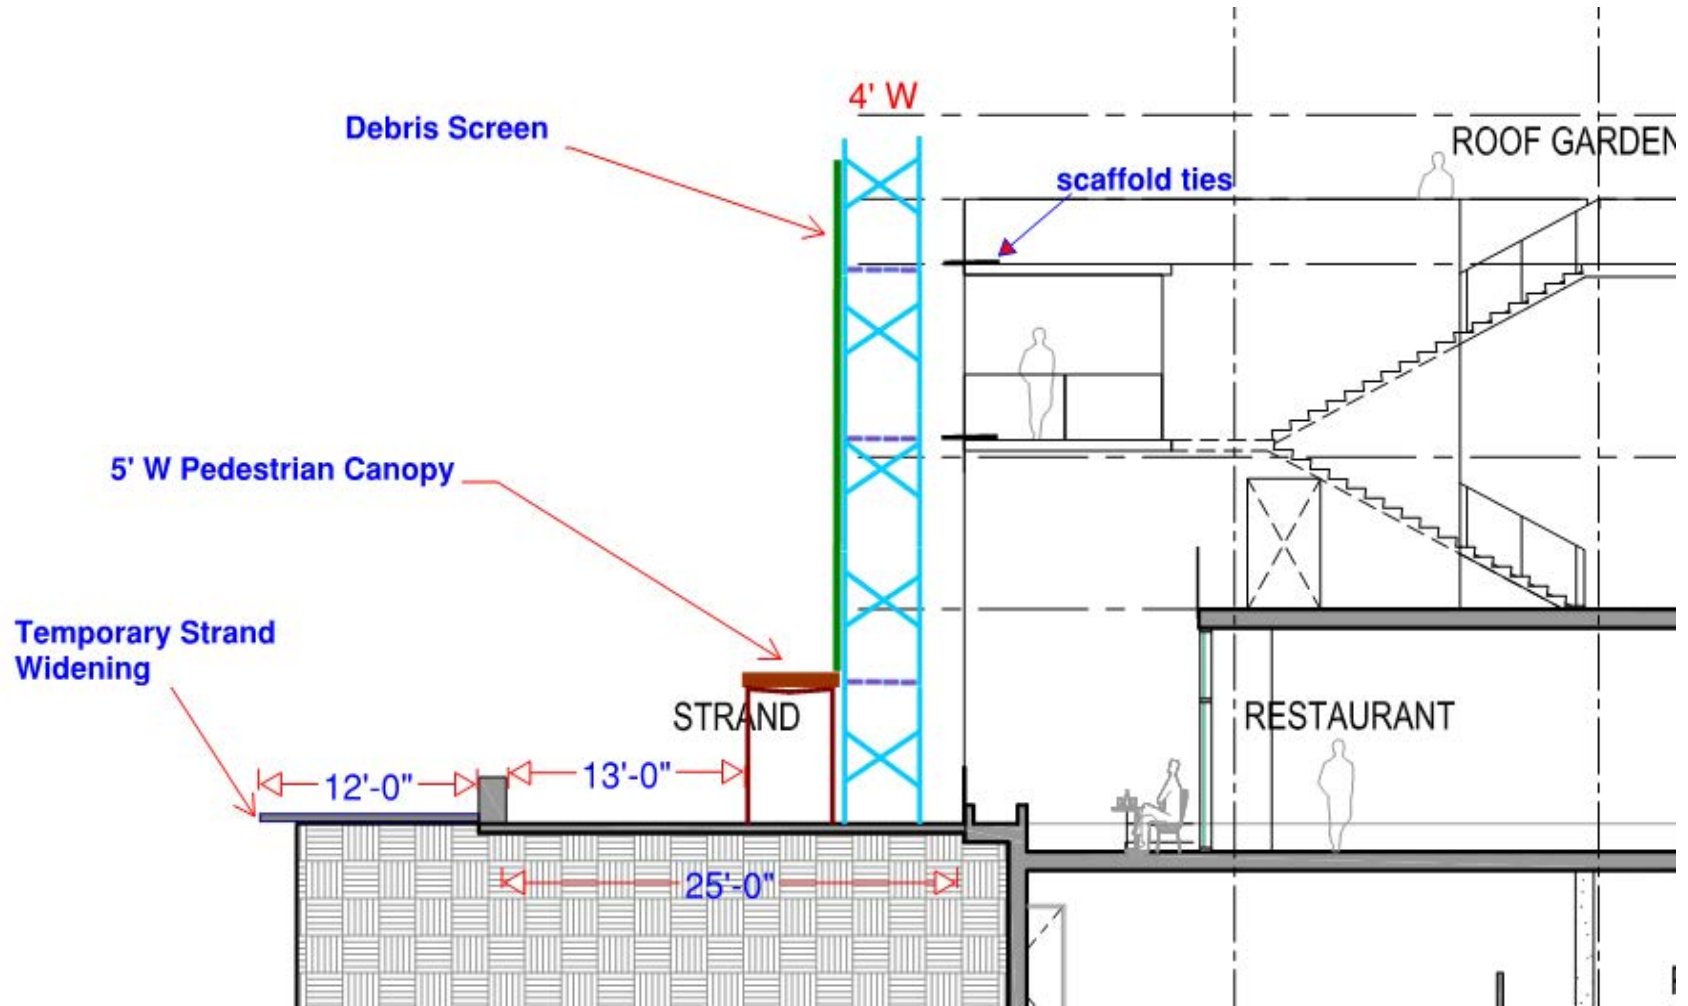 4' W
Debris Screen
ROOF GARDEN
scaffold ties
5' W Pedestrian Canopy
Temporary Strand
Widening
STRAND
RESTAURANT
12'-0"
13'-0"
25'-0"